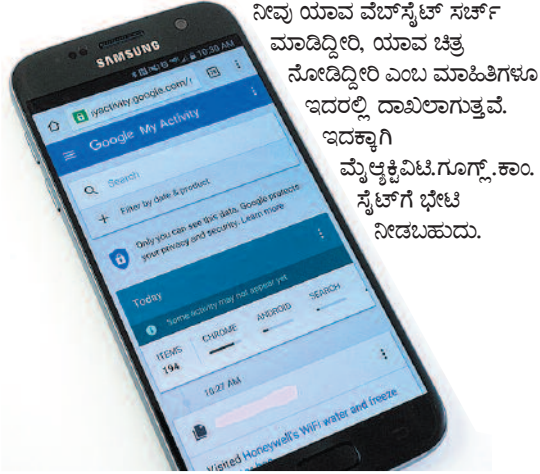 ನೀವು ಯಾವ ವೆಬ್‌ಸೈಟ್ ಸರ್ಚ್
ಮಾಡಿದ್ದೀರಿ, ಯಾವ ಚಿತ್ರ
ನೋಡಿದ್ದೀರಿ ಎಂಬ ಮಾಹಿತಿಗಳೂ
ಇದರಲ್ಲಿ ದಾಖಲಾಗುತ್ತವೆ.
ಇದಕ್ಕಾಗಿ
ಮೈಆ್ಯಕ್ಟಿವಿಟಿ.ಗೂಗ್ಲ್.ಕಾಂ.
ಸೈಟ್‌ಗೆ ಭೇಟಿ
ನೀಡಬಹುದು.
SAMSUNG
10:30 AM
iyactivity.google.com/
Google My Activity
Search
Filter by date & product
Only you can see this data. Google protects
your privacy and security. Learn more
Today
Some activity may not appear yet
ITEMS CHROME ANDROID SEARCH
194
10:27 AM
Visited Honeywell's WiFi water and freeze